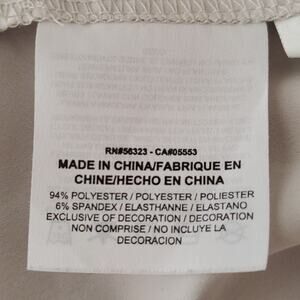 RN#56323 - CA#05553
MADE IN CHINA/FABRIQUE EN
CHINE/HECHO EN CHINA
94% POLYESTER / POLYESTER / POLIESTER
6% SPANDEX / ELASTHANNE / ELASTANO
EXCLUSIVE OF DECORATION / DECORATION
NON COMPRISE / NO INCLUYE LA
DECORACION